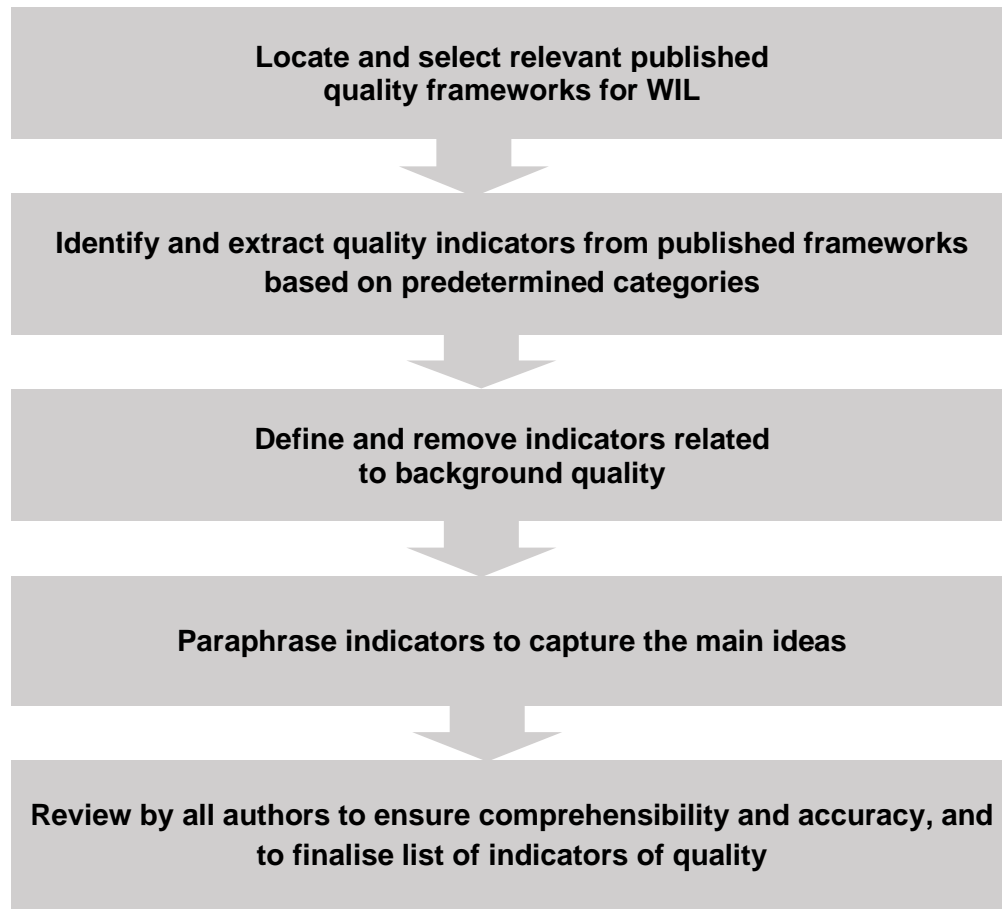 Locate and select relevant published
quality frameworks for WIL
Identify and extract quality indicators from published frameworks
based on predetermined categories
Define and remove indicators related
to background quality
Paraphrase indicators to capture the main ideas
Review by all authors to ensure comprehensibility and accuracy, and
to finalise list of indicators of quality